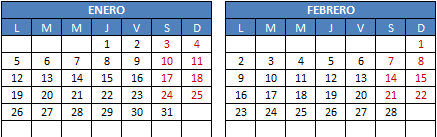 ENERO
L M M J V S D
1 2 3 4
5 6 7 8 9 10 11
12 13 14 15 16 17 18
19 20 21 22 23 24 25
26 27 28 29 30 31
FEBRERO
L M M J V S D
1
2 3 4 5 6 7 8
9 10 11 12 13 14 15
16 17 18 19 20 21 22
23 24 25 26 27 28